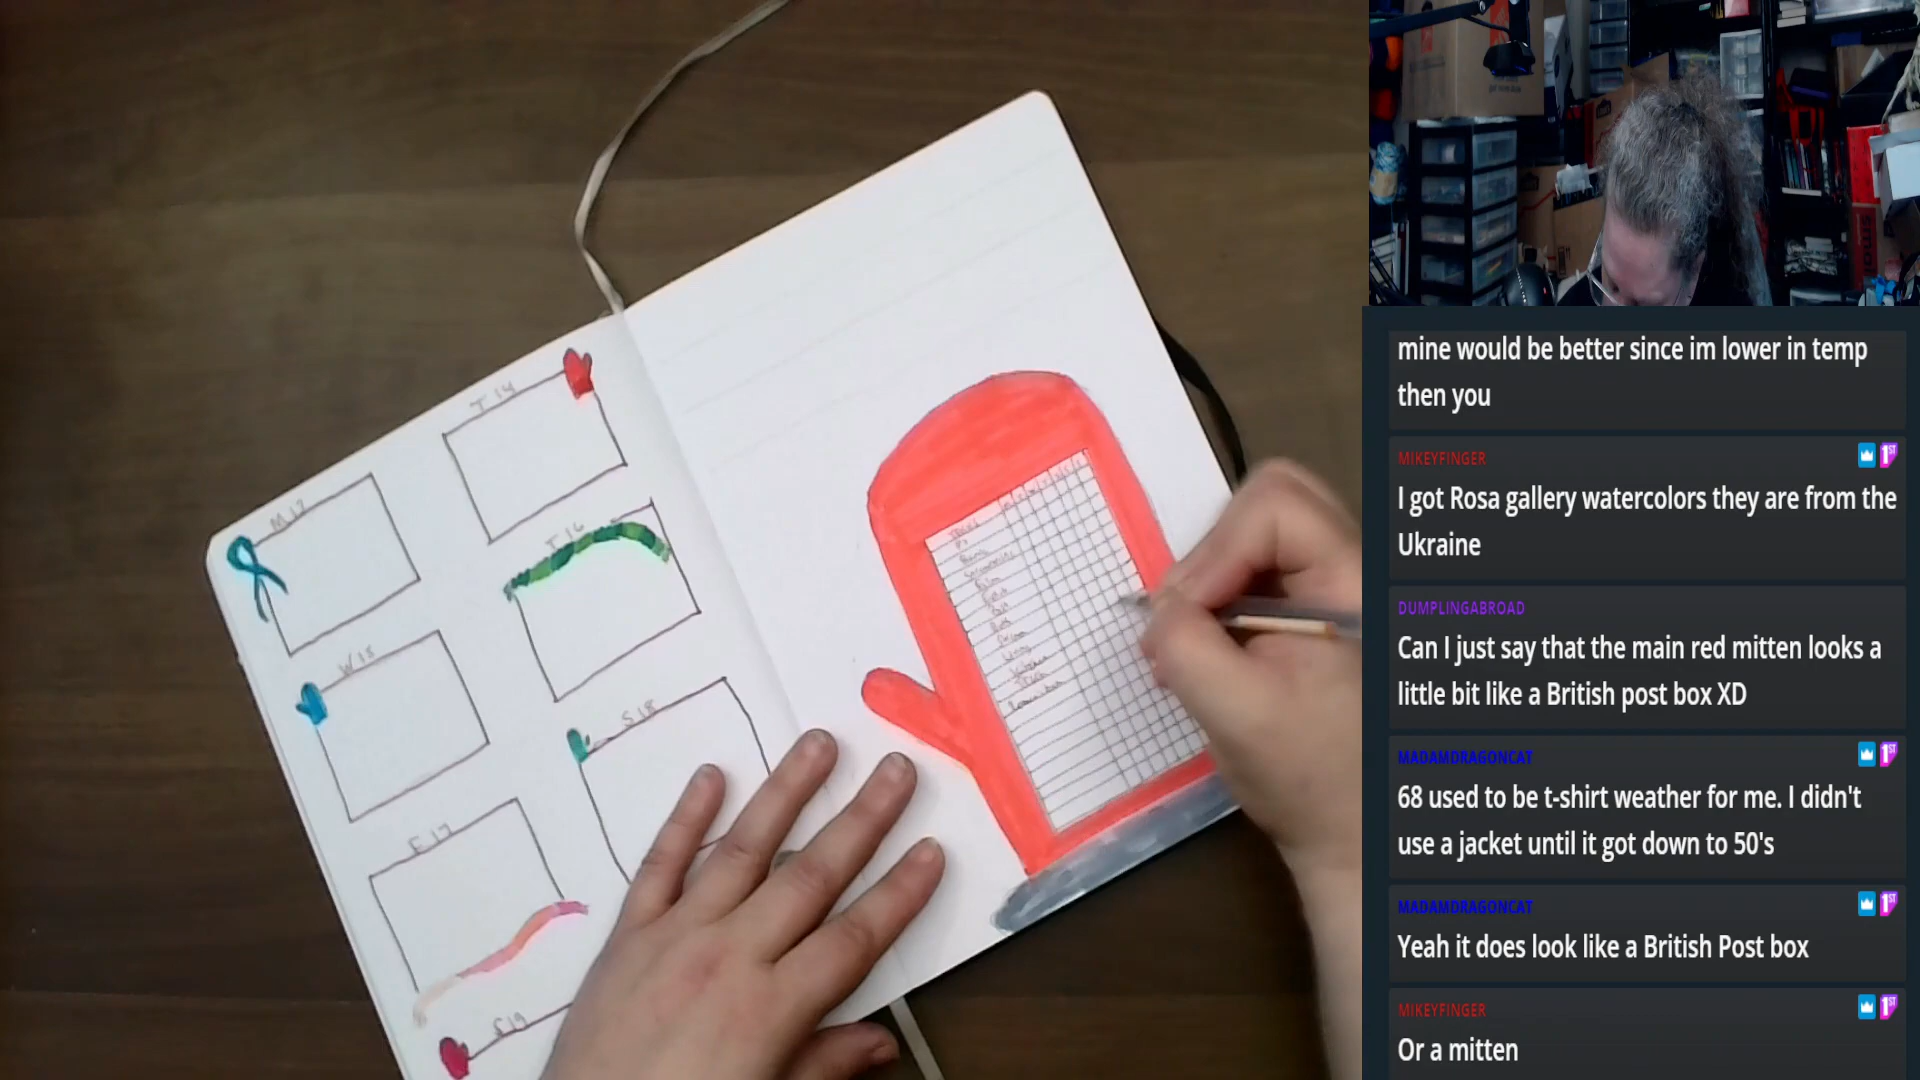 mine would be better since im lower in temp
then you
MIKEYFINGER
I got Rosa gallery watercolors they are from the
Ukraine
DUMPLINGABROAD
Can I just say that the main red mitten looks a
little bit like a British post box XD
MADAMDRAGONCAT
68 used to be t-shirt weather for me. I didn't
use a jacket until it got down to 50's
MADAMDRAGONCAT
Yeah it does look like a British Post box
MIKEYFINGER
Or a mitten
T 14
M 12
T 16
W 15
S 18
F 17
S 19